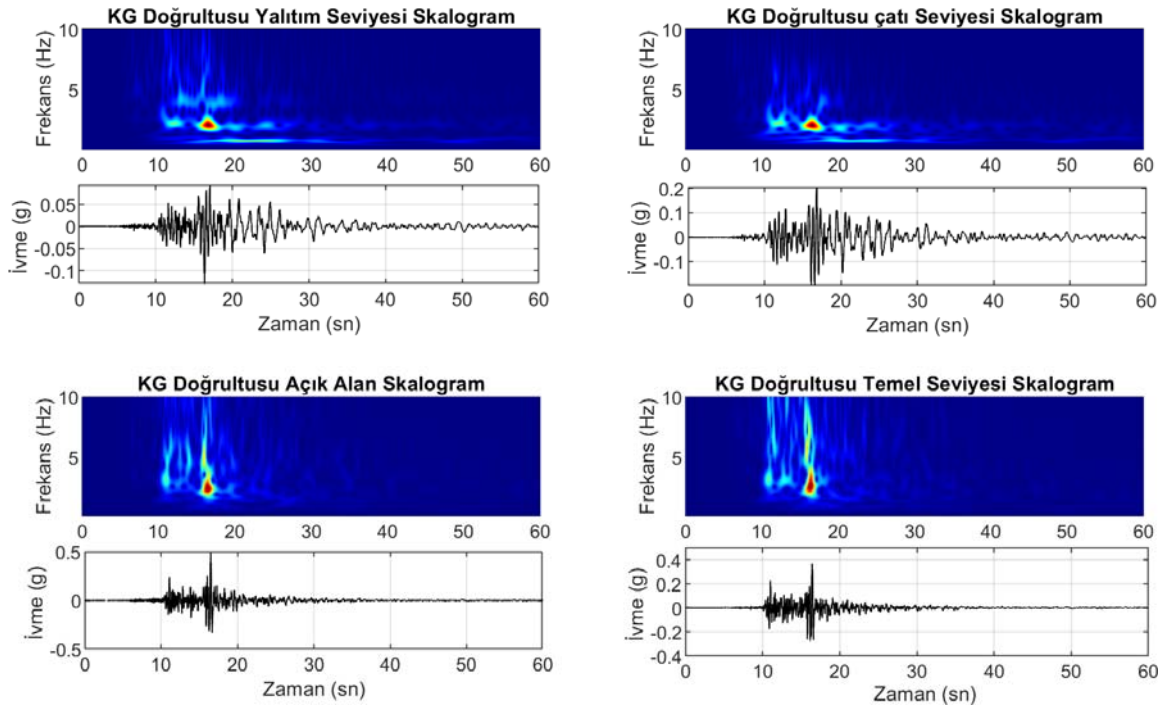 KG Doğrultusu Yalıtım Seviyesi Skalogram
10
5
Frekans (Hz)
0 10 20 30 40 50 60
0.05
0
-0.05
-0.1
İvme (g)
0 10 20 30 40 50 60
Zaman (sn)
KG Doğrultusu çatı Seviyesi Skalogram
10
5
Frekans (Hz)
0 10 20 30 40 50 60
0.2
0.1
0
-0.1
İvme (g)
0 10 20 30 40 50 60
Zaman (sn)
KG Doğrultusu Açık Alan Skalogram
10
5
Frekans (Hz)
0 10 20 30 40 50 60
0.5
0
-0.5
İvme (g)
0 10 20 30 40 50 60
Zaman (sn)
KG Doğrultusu Temel Seviyesi Skalogram
10
5
Frekans (Hz)
0 10 20 30 40 50 60
0.4
0.2
0
-0.2
-0.4
İvme (g)
0 10 20 30 40 50 60
Zaman (sn)